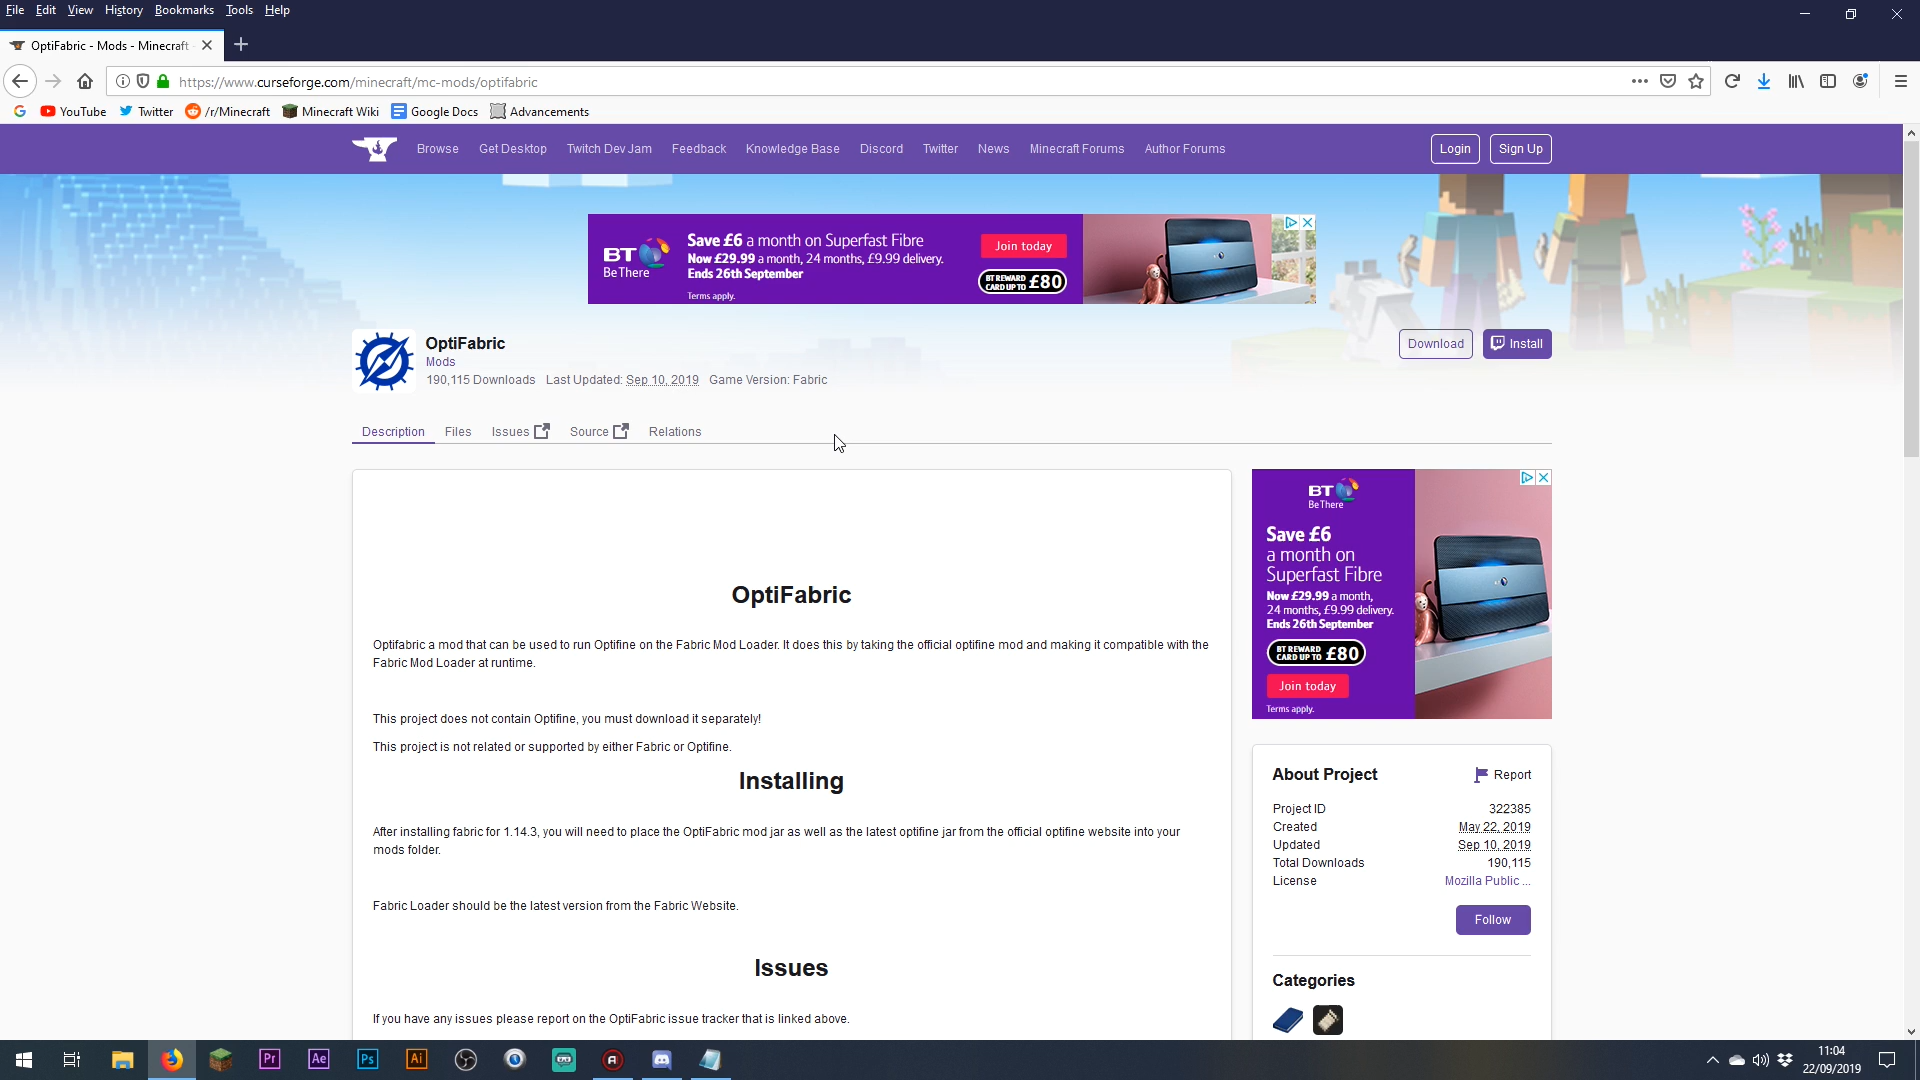 File Edit View History Bookmarks Tools Help
OptiFabric - Mods - Minecraft
https://www.curseforge.com/minecraft/mc-mods/optifabric
YouTube Twitter /r/Minecraft Minecraft Wiki Google Docs Advancements
Browse Get Desktop Twitch Dev Jam Feedback Knowledge Base Discord Twitter News Minecraft Forums Author Forums Login Sign Up
BT
Be There
Save £6 a month on Superfast Fibre
Now £29.99 a month, 24 months, £9.99 delivery.
Ends 26th September
Terms apply.
Join today
BT REWARD
CARD UP TO £80
OptiFabric
Mods
190,115 Downloads Last Updated: Sep 10, 2019 Game Version: Fabric
Download Install
Description Files Issues Source Relations
OptiFabric
Optifabric a mod that can be used to run Optifine on the Fabric Mod Loader. It does this by taking the official optifine mod and making it compatible with the
Fabric Mod Loader at runtime.
This project does not contain Optifine, you must download it separately!
This project is not related or supported by either Fabric or Optifine.
Installing
After installing fabric for 1.14.3, you will need to place the OptiFabric mod jar as well as the latest optifine jar from the official optifine website into your
mods folder.
Fabric Loader should be the latest version from the Fabric Website.
Issues
If you have any issues please report on the OptiFabric issue tracker that is linked above.
BT
Be There
Save £6
a month on
Superfast Fibre
Now £29.99 a month,
24 months, £9.99 delivery.
Ends 26th September
BT REWARD
CARD UP TO £80
Join today
Terms apply.
About Project Report
Project ID 322385
Created May 22, 2019
Updated Sep 10, 2019
Total Downloads 190,115
License Mozilla Public ...
Follow
Categories
Pr Ae Ps Ai
11:04
22/09/2019